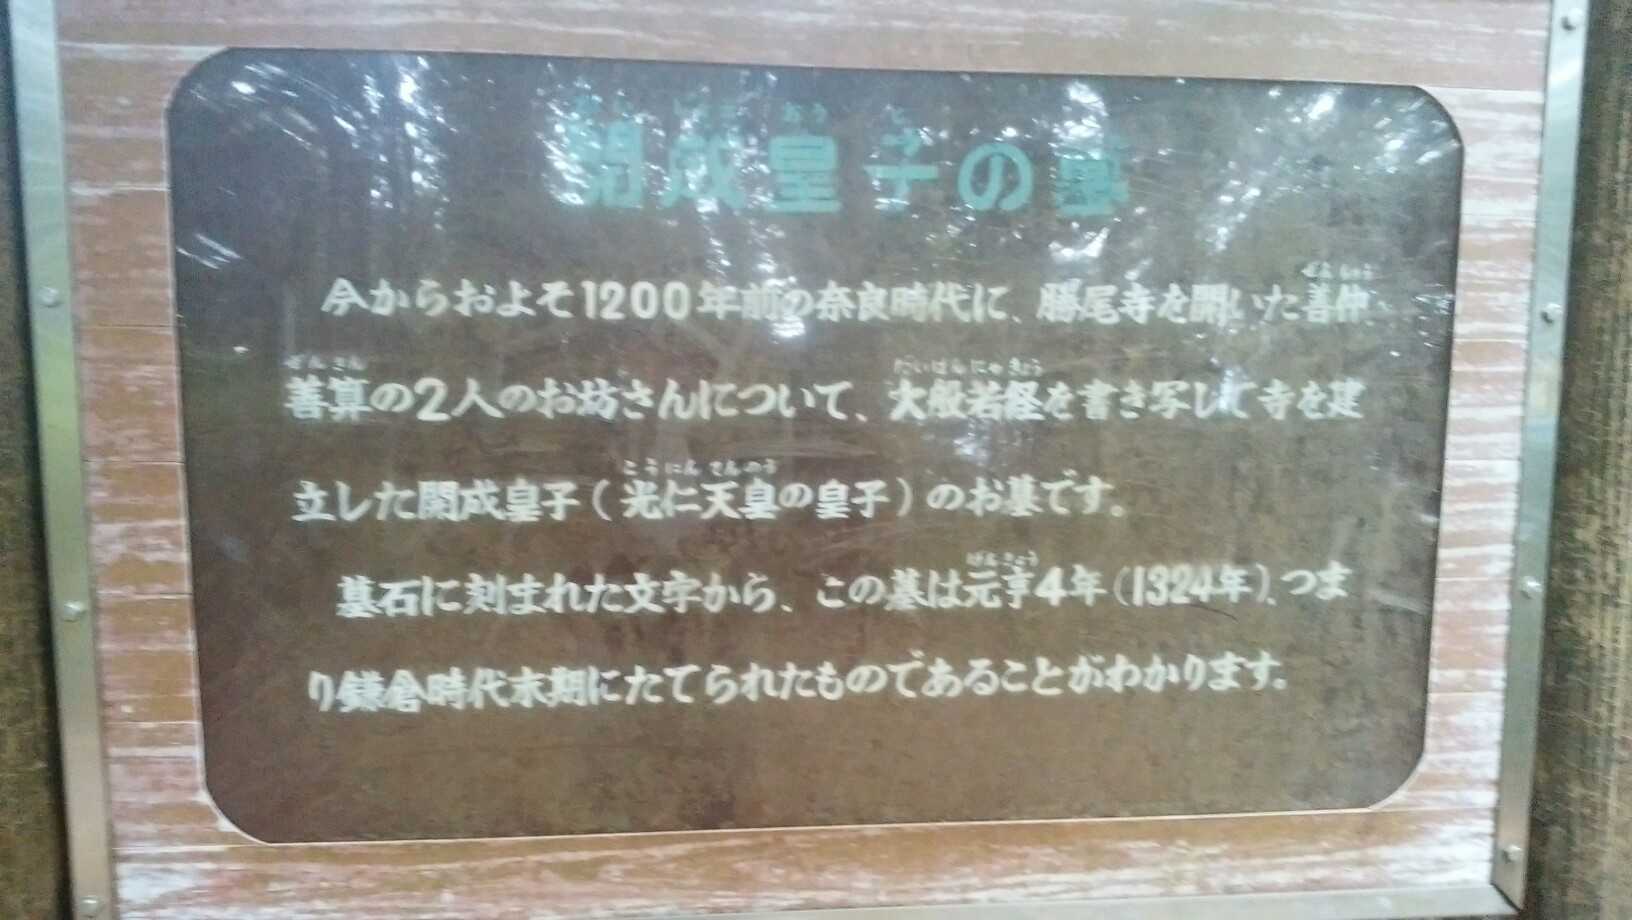 開成皇子の墓
今からおよそ1200年前の奈良時代に、勝尾寺を開いた善仲、
善算の2人のお坊さんについて、大般若経を書き写して寺を建
立した開成皇子(光仁天皇の皇子)のお墓です。
墓石に刻まれた文字から、この墓は元亨4年(1324年)、つま
り鎌倉時代末期にたてられたものであることがわかります。